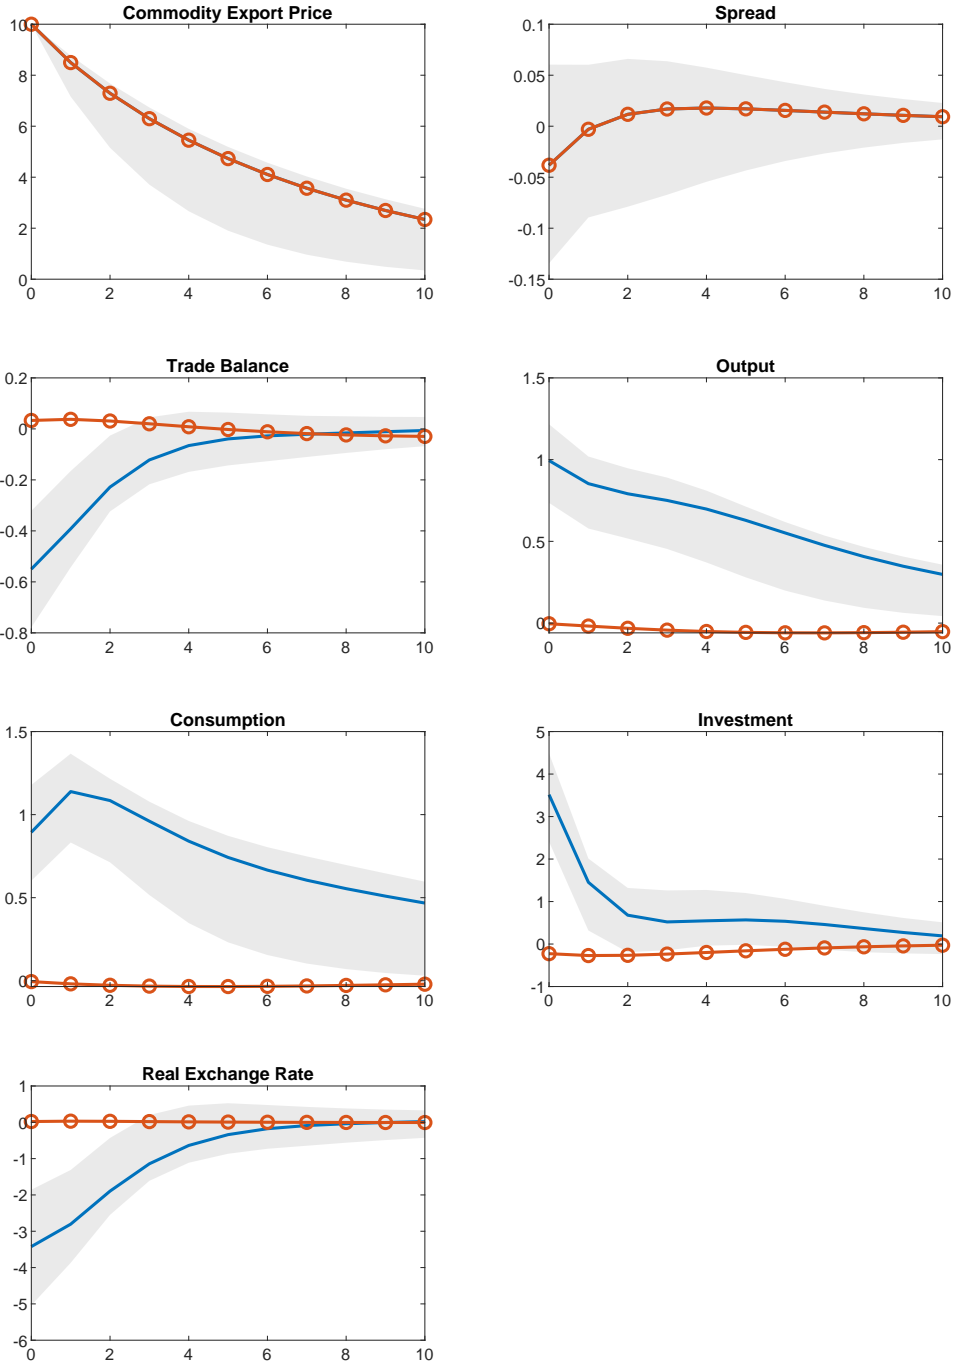 Commodity Export Price
10
8
6
4
2
0
0 2 4 6 8 10
Spread
0.1
0.05
0
-0.05
-0.1
-0.15
0 2 4 6 8 10
Trade Balance
0.2
0
-0.2
-0.4
-0.6
-0.8
0 2 4 6 8 10
Output
1.5
1
0.5
0
0 2 4 6 8 10
Consumption
1.5
1
0.5
0
0 2 4 6 8 10
Investment
5
4
3
2
1
0
-1
0 2 4 6 8 10
Real Exchange Rate
1
0
-1
-2
-3
-4
-5
-6
0 2 4 6 8 10